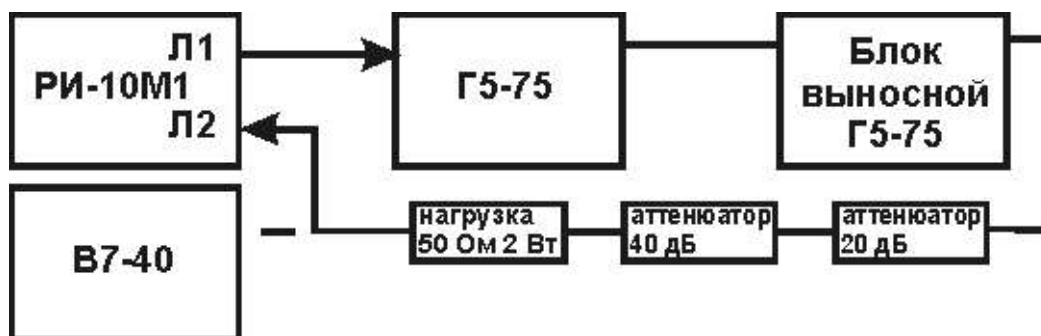 Л1
РИ-10М1
Л2
Г5-75
Блок
выносной
Г5-75
В7-40
нагрузка
50 Ом 2 Вт
аттенюатор
40 дБ
аттенюатор
20 дБ